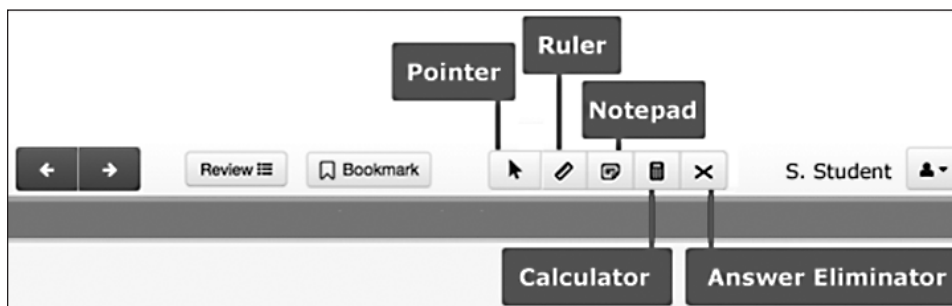 Ruler
Pointer
Notepad
Review
Bookmark
S. Student
Calculator
Answer Eliminator